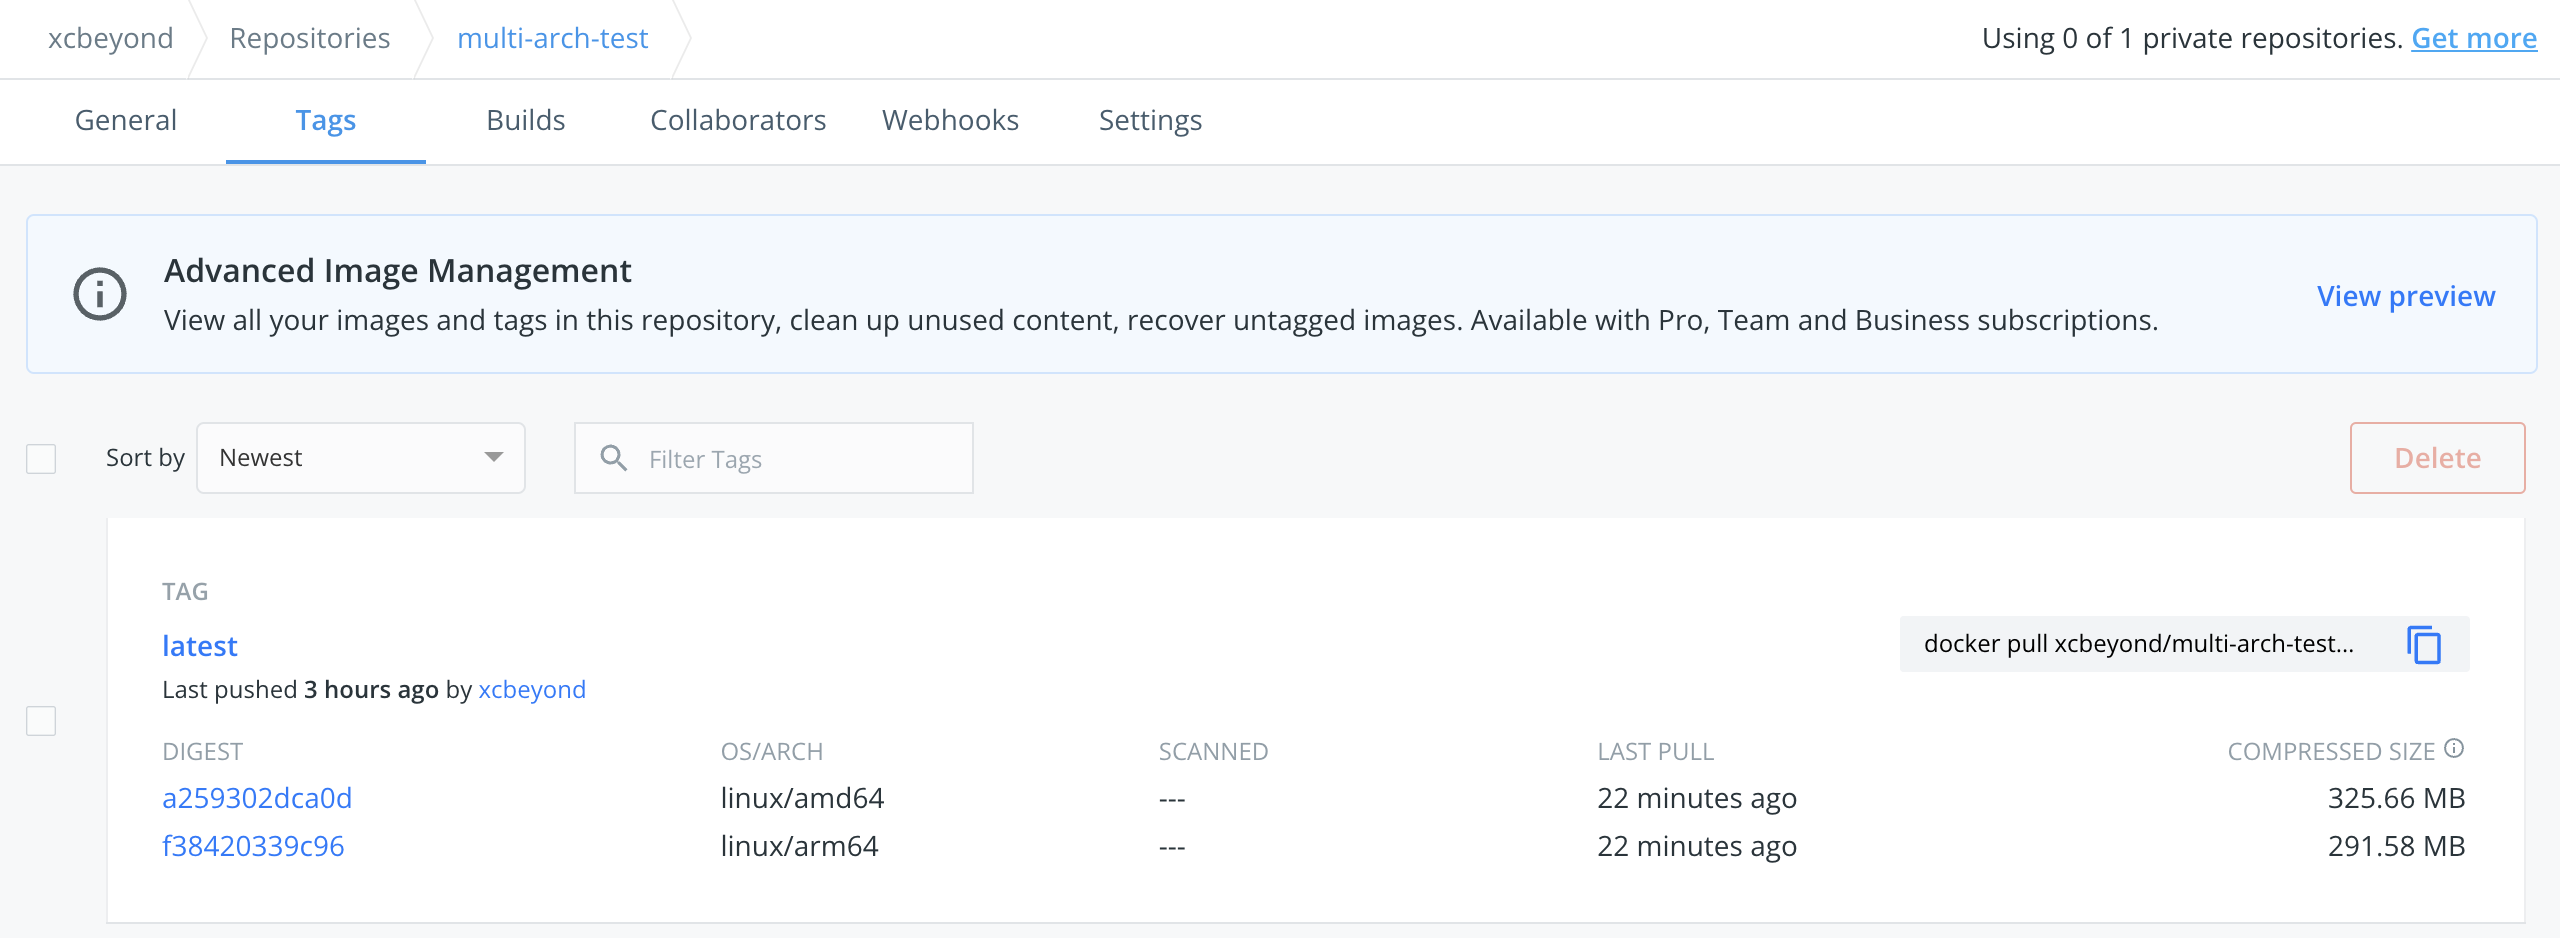 xcbeyond Repositories multi-arch-test Using 0 of 1 private repositories. Get more
General Tags Builds Collaborators Webhooks Settings
Advanced Image Management
View all your images and tags in this repository, clean up unused content, recover untagged images. Available with Pro, Team and Business subscriptions.
View preview
Sort by Newest Filter Tags Delete
TAG
latest
docker pull xcbeyond/multi-arch-test...
Last pushed 3 hours ago by xcbeyond
DIGEST OS/ARCH SCANNED LAST PULL COMPRESSED SIZE
a259302dca0d linux/amd64 --- 22 minutes ago 325.66 MB
f38420339c96 linux/arm64 --- 22 minutes ago 291.58 MB